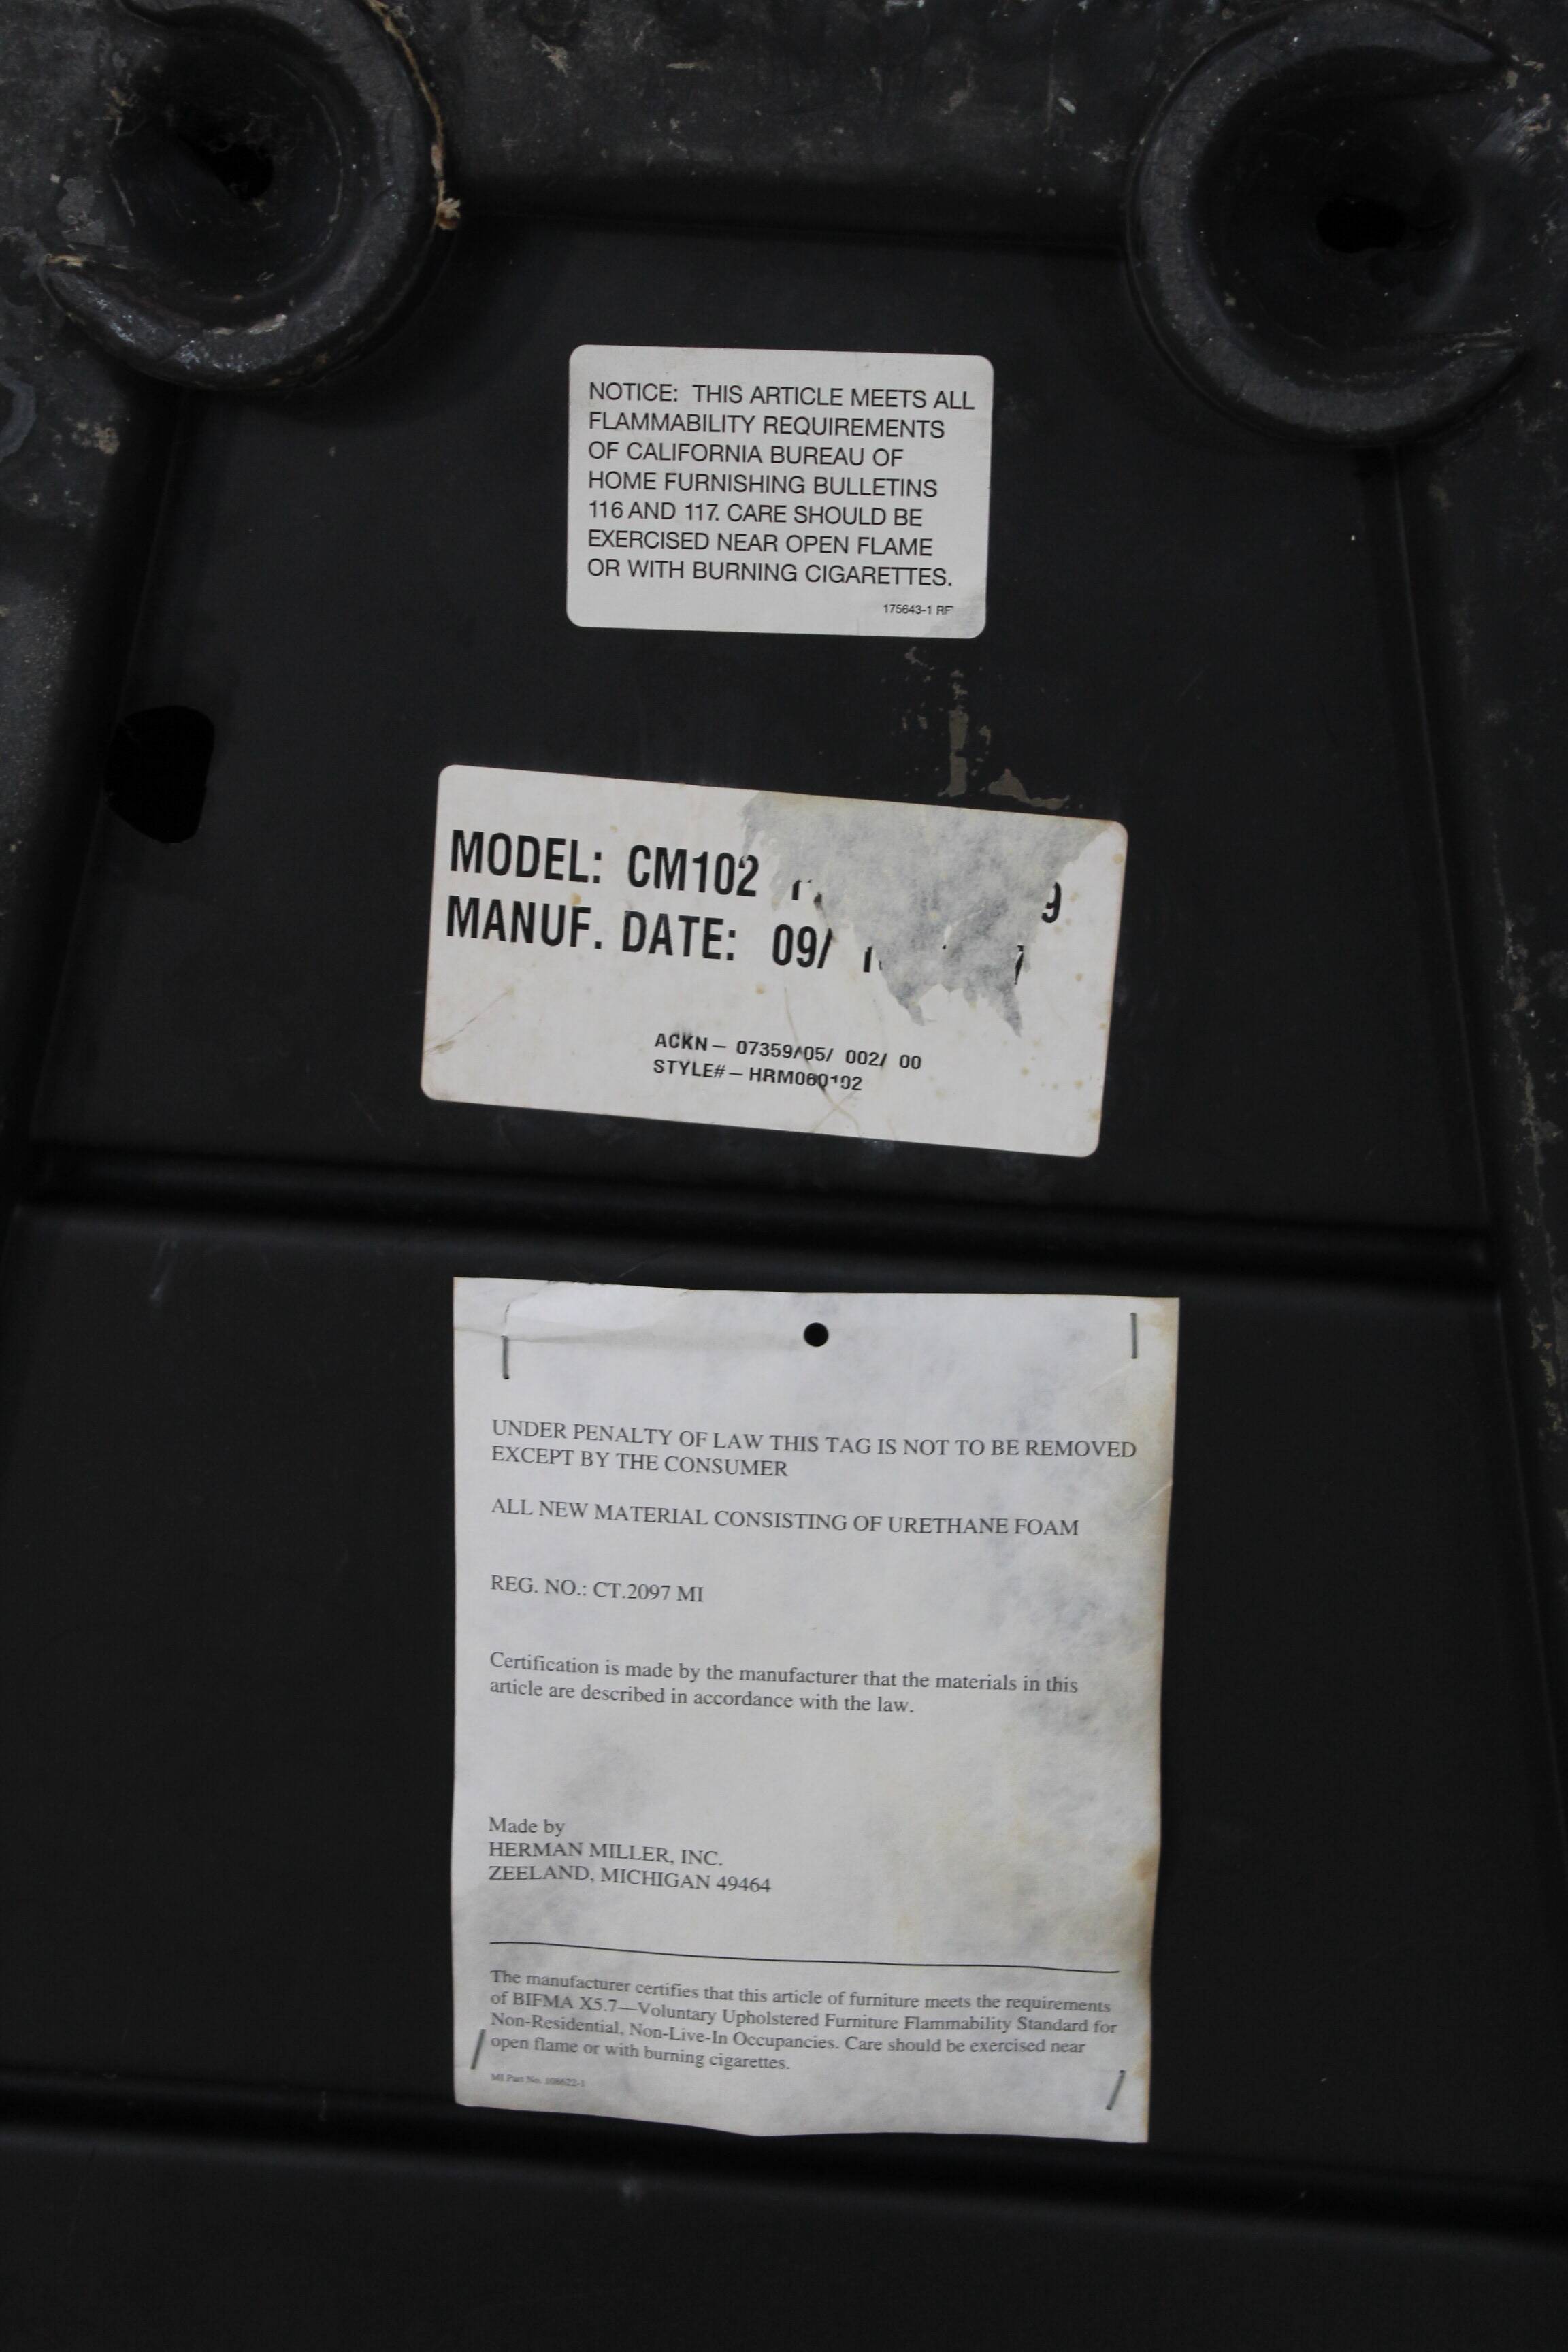 NOTICE: THIS ARTICLE MEETS ALL
FLAMMABILITY REQUIREMENTS
OF CALIFORNIA BUREAU OF
HOME FURNISHING BULLETINS
116 AND 117. CARE SHOULD BE
EXERCISED NEAR OPEN FLAME
OR WITH BURNING CIGARETTES.
175643-1
MODEL: CM102
MANUF. DATE: 09/
ACKN – 07359/05/ 002/ 00
STYLE# – HRM060102
UNDER PENALTY OF LAW THIS TAG IS NOT TO BE REMOVED
EXCEPT BY THE CONSUMER
ALL NEW MATERIAL CONSISTING OF URETHANE FOAM
REG. NO.: CT.2097 MI
Certification is made by the manufacturer that the materials in this
article are described in accordance with the law.
Made by
HERMAN MILLER, INC.
ZEELAND, MICHIGAN 49464
The manufacturer certifies that this article of furniture meets the requirements
of BIFMA X5.7—Voluntary Upholstered Furniture Flammability Standard for
Non-Residential, Non-Live-In Occupancies. Care should be exercised near
open flame or with burning cigarettes.
MI Part No.